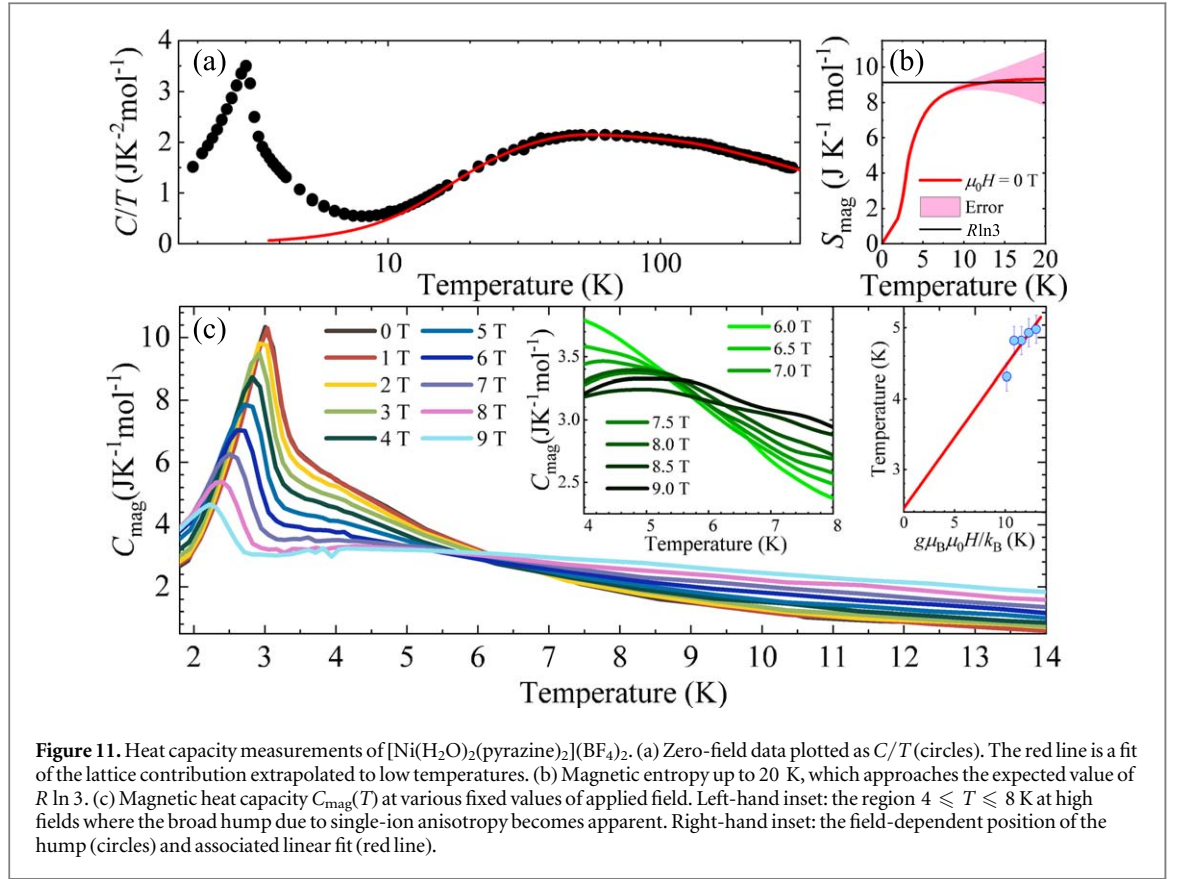 (a)
4
3
2
1
0
C/T (JK⁻²mol⁻¹)
10
100
Temperature (K)
(b)
10
8
6
4
2
0
S_mag (J K⁻¹ mol⁻¹)
μ₀H = 0 T
Error
Rln3
0 5 10 15 20
Temperature (K)
(c)
10
8
6
4
2
C_mag(JK⁻¹mol⁻¹)
0 T 5 T
1 T 6 T
2 T 7 T
3 T 8 T
4 T 9 T
3.5
3.0
2.5
C_mag(JK⁻¹mol⁻¹)
6.0 T
6.5 T
7.0 T
7.5 T
8.0 T
8.5 T
9.0 T
4 5 6 7 8
Temperature (K)
5
4
3
Temperature (K)
0 5 10
gμ_Bμ₀H/k_B (K)
2 3 4 5 6 7 8 9 10 11 12 13 14
Temperature (K)
Figure 11. Heat capacity measurements of [Ni(H₂O)₂(pyrazine)₂](BF₄)₂. (a) Zero-field data plotted as C/T (circles). The red line is a fit
of the lattice contribution extrapolated to low temperatures. (b) Magnetic entropy up to 20 K, which approaches the expected value of
R ln 3. (c) Magnetic heat capacity C_mag(T) at various fixed values of applied field. Left-hand inset: the region 4 ⩽ T ⩽ 8 K at high
fields where the broad hump due to single-ion anisotropy becomes apparent. Right-hand inset: the field-dependent position of the
hump (circles) and associated linear fit (red line).